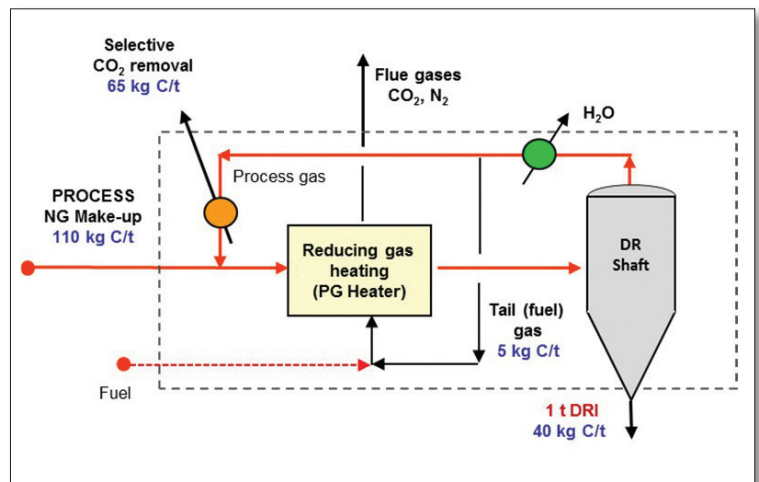 Selective
CO₂ removal
65 kg C/t
Flue gases
CO₂, N₂
H₂O
Process gas
PROCESS
NG Make-up
110 kg C/t
Reducing gas
heating
(PG Heater)
DR
Shaft
Tail (fuel)
gas
5 kg C/t
Fuel
1 t DRI
40 kg C/t